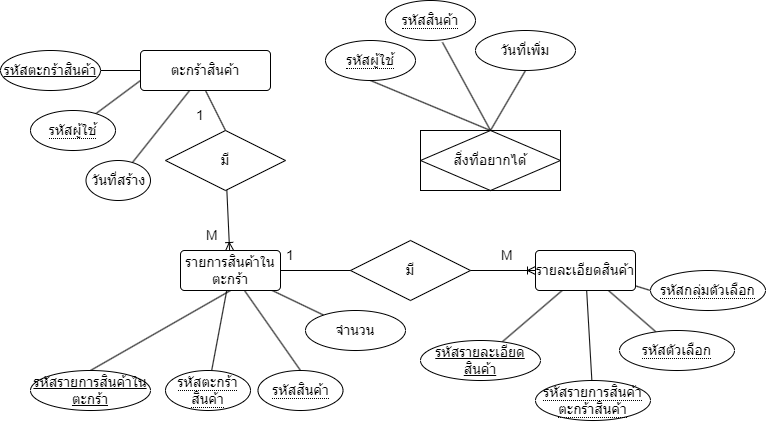 รหัสสินค้า
รหัสผู้ใช้
วันที่เพิ่ม
สิ่งที่อยากได้
รหัสตะกร้าสินค้า
ตะกร้าสินค้า
รหัสผู้ใช้
วันที่สร้าง
1
มี
M
รายการสินค้าใน
ตะกร้า
1
มี
M
รายละเอียดสินค้า
รหัสกลุ่มตัวเลือก
จำนวน
รหัสตัวเลือก
รหัสรายละเอียด
สินค้า
รหัสรายการสินค้าใน
ตะกร้า
รหัสตะกร้า
สินค้า
รหัสสินค้า
รหัสรายการสินค้า
ตะกร้าสินค้า